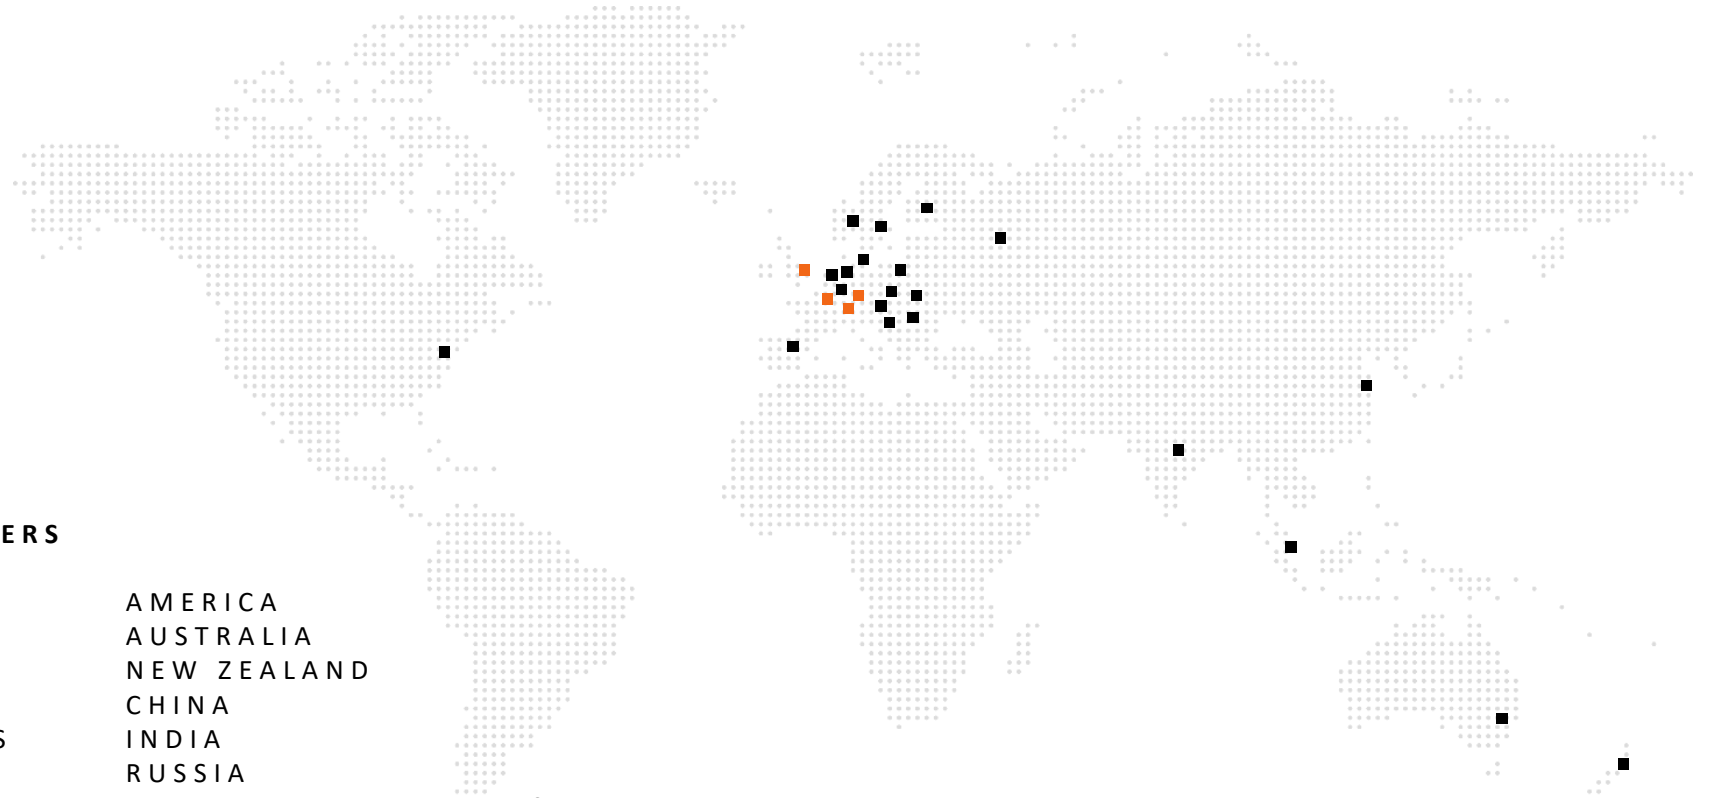 ERS
AMERICA
AUSTRALIA
NEW ZEALAND
CHINA
S INDIA
RUSSIA